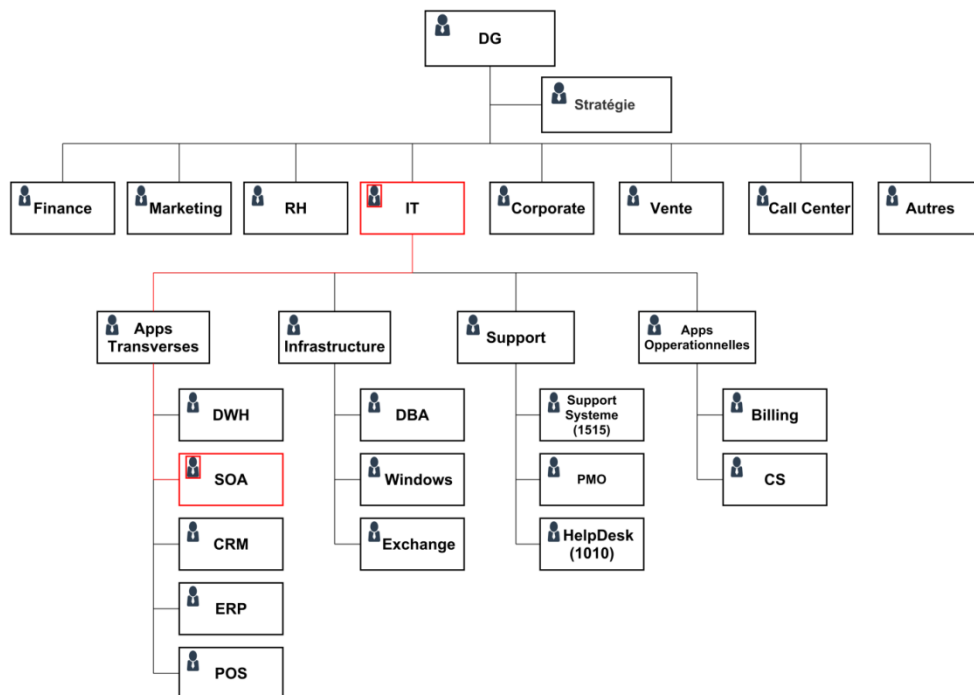 DG
Stratégie
Finance
Marketing
RH
IT
Corporate
Vente
Call Center
Autres
Apps
Transverses
Infrastructure
Support
Apps
Opperationnelles
DWH
SOA
CRM
ERP
POS
DBA
Windows
Exchange
Support
Systeme
(1515)
PMO
HelpDesk
(1010)
Billing
CS